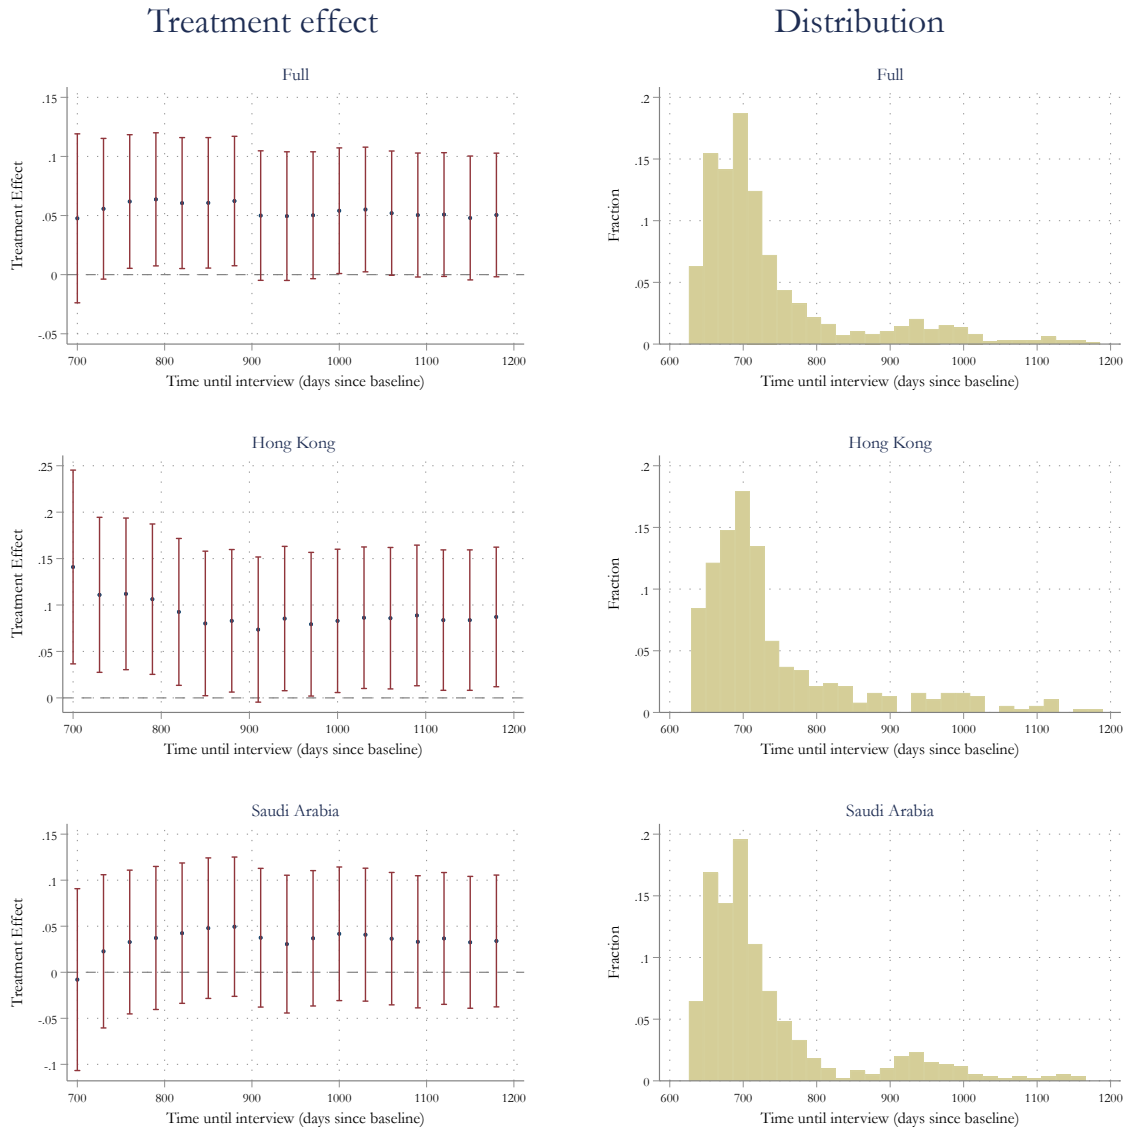 Treatment effect
Distribution
Full
.15
.1
.05
0
-.05
Treatment Effect
700 800 900 1000 1100 1200
Time until interview (days since baseline)
Full
.2
.15
.1
.05
0
Fraction
600 700 800 900 1000 1100 1200
Time until interview (days since baseline)
Hong Kong
.25
.2
.15
.1
.05
0
Treatment Effect
700 800 900 1000 1100 1200
Time until interview (days since baseline)
Hong Kong
.2
.15
.1
.05
0
Fraction
600 700 800 900 1000 1100 1200
Time until interview (days since baseline)
Saudi Arabia
.15
.1
.05
0
-.05
-.1
Treatment Effect
700 800 900 1000 1100 1200
Time until interview (days since baseline)
Saudi Arabia
.2
.15
.1
.05
0
Fraction
600 700 800 900 1000 1100 1200
Time until interview (days since baseline)